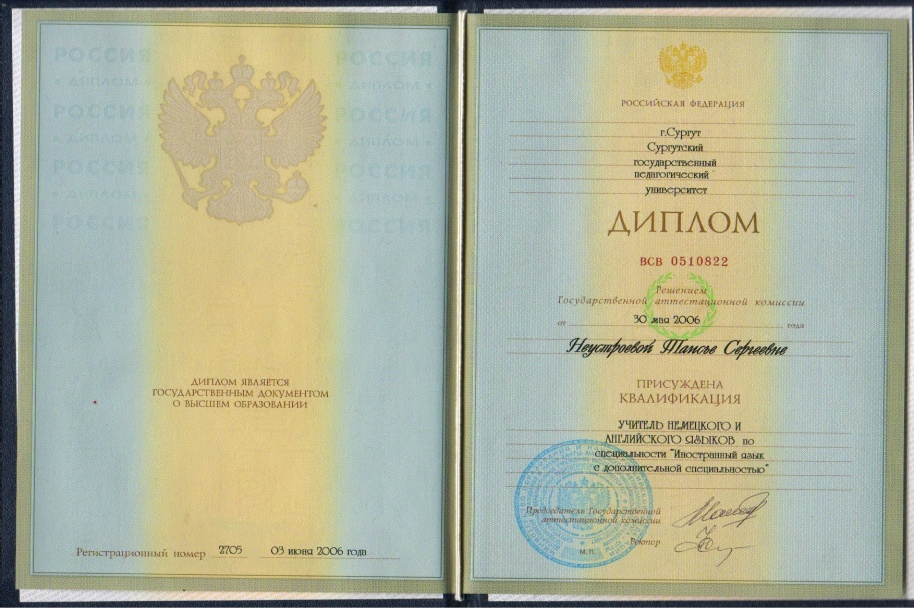 РОССИЯ РОССИЯ
• ДИПЛОМ • • ДИПЛОМ •
РОССИЯ РОССИЯ
• ДИПЛОМ • • ДИПЛОМ •
РОССИЯ РОССИЯ
• ДИПЛОМ • • ДИПЛОМ •
РОССИЯ РОССИЯ
ДИПЛОМ ЯВЛЯЕТСЯ
ГОСУДАРСТВЕННЫМ ДОКУМЕНТОМ
О ВЫСШЕМ ОБРАЗОВАНИИ
Регистрационный номер 2705 03 июня 2006 года
РОССИЙСКАЯ ФЕДЕРАЦИЯ
г.Сургут
Сургутский
государственный
педагогический
университет
ДИПЛОМ
ВСВ 0510822
Решением
Государственной аттестационной комиссии
от 30 мая 2006 года
Неустроевой Таисье Сергеевне
ПРИСУЖДЕНА
КВАЛИФИКАЦИЯ
УЧИТЕЛЬ НЕМЕЦКОГО И
АНГЛИЙСКОГО ЯЗЫКОВ по
специальности "Иностранный язык
с дополнительной специальностью"
Председатель Государственной
аттестационной комиссии
Ректор
М.П.